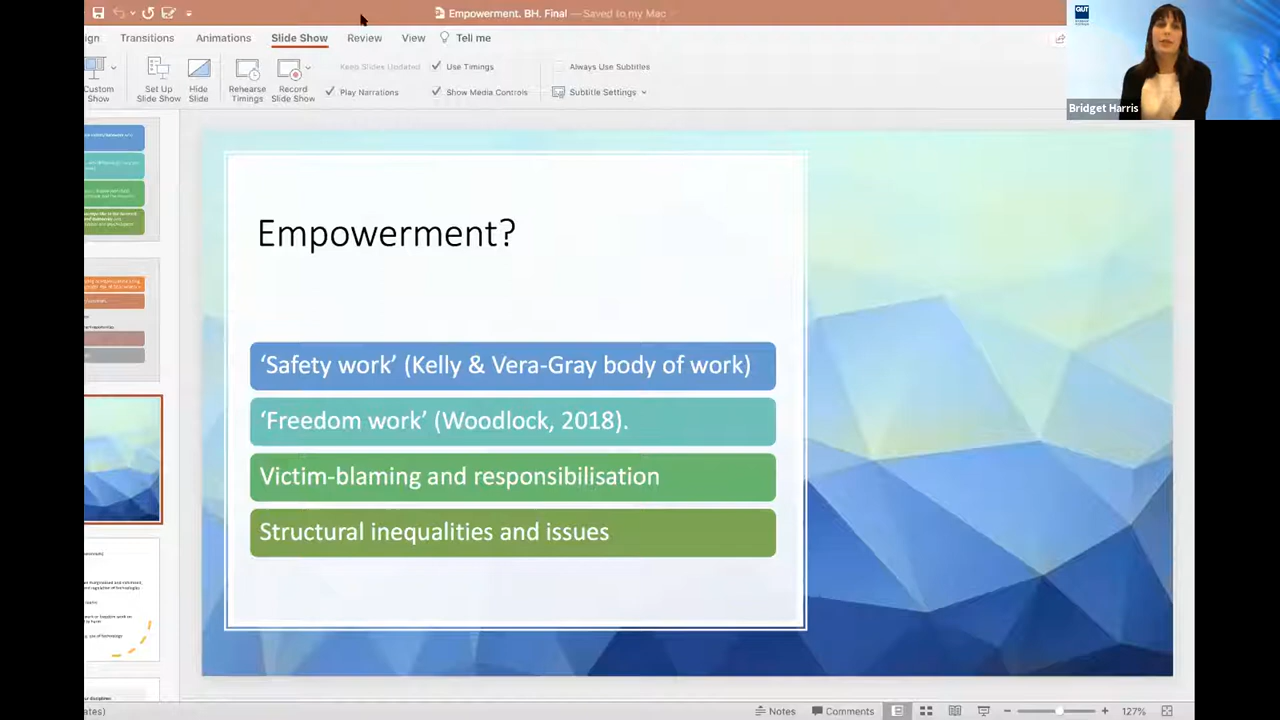 Empowerment. BH. Final — Saved to my Mac
ign Transitions Animations Slide Show Review View Tell me
Custom Show
Set Up Slide Show
Hide Slide
Rehearse Timings
Record Slide Show
Keep Slides Updated
Play Narrations
Use Timings
Show Media Controls
Always Use Subtitles
Subtitle Settings
QUT
Bridget Harris
Empowerment?
‘Safety work’ (Kelly & Vera-Gray body of work)
‘Freedom work’ (Woodlock, 2018).
Victim-blaming and responsibilisation
Structural inequalities and issues
ates)
Notes Comments 127%